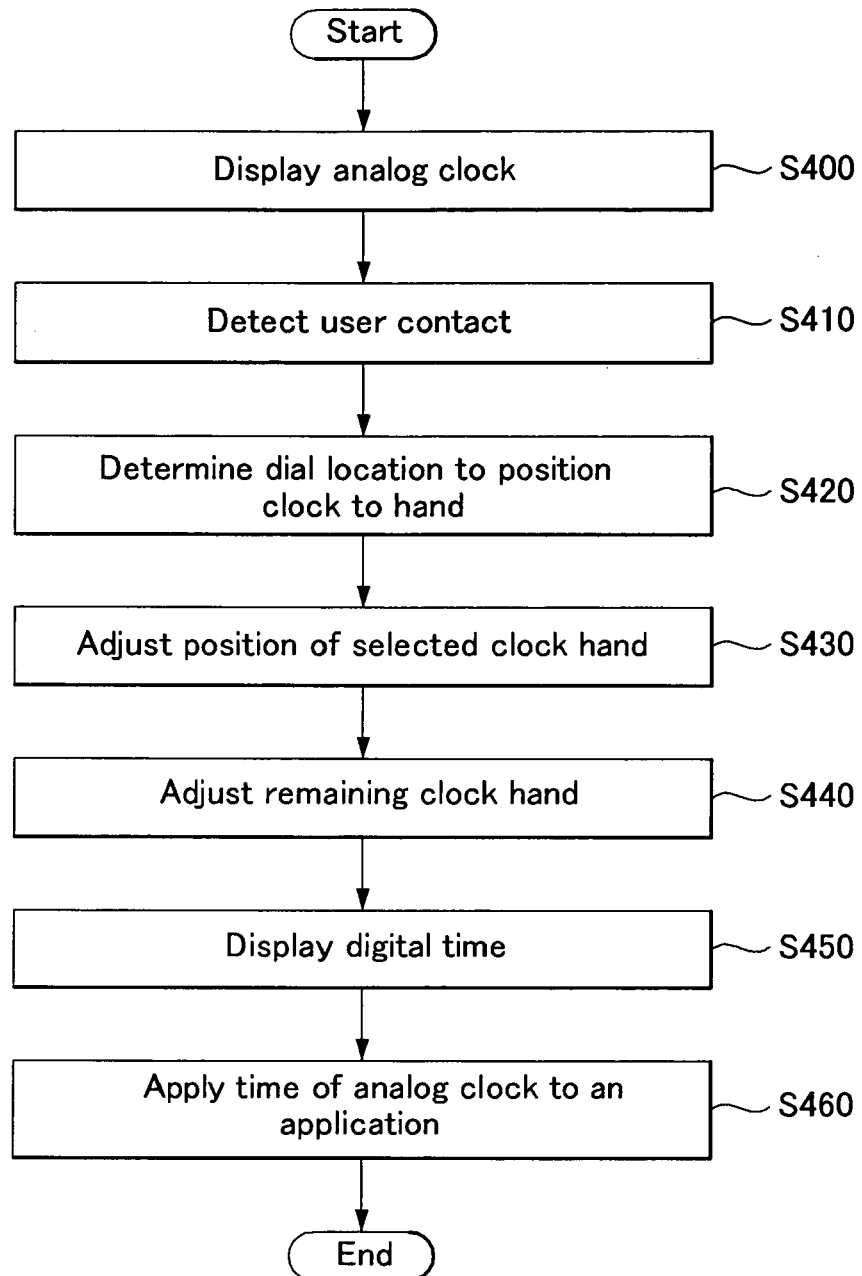 Start
Display analog clock
S400
Detect user contact
S410
Determine dial location to position
clock to hand
S420
Adjust position of selected clock hand
S430
Adjust remaining clock hand
S440
Display digital time
S450
Apply time of analog clock to an
application
S460
End